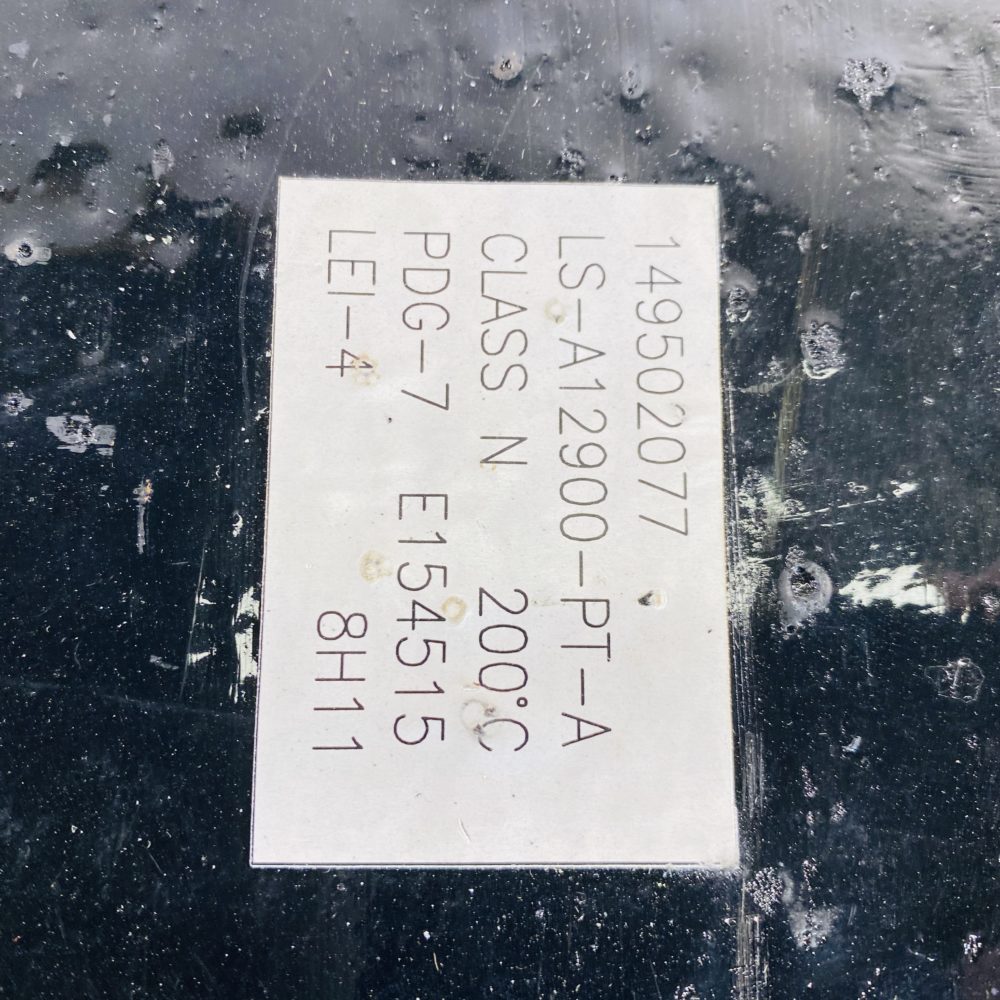 149502077
LS-A12900-PT-A
CLASS N 200°C
PDG-7 E154515
LEI-4 8H11